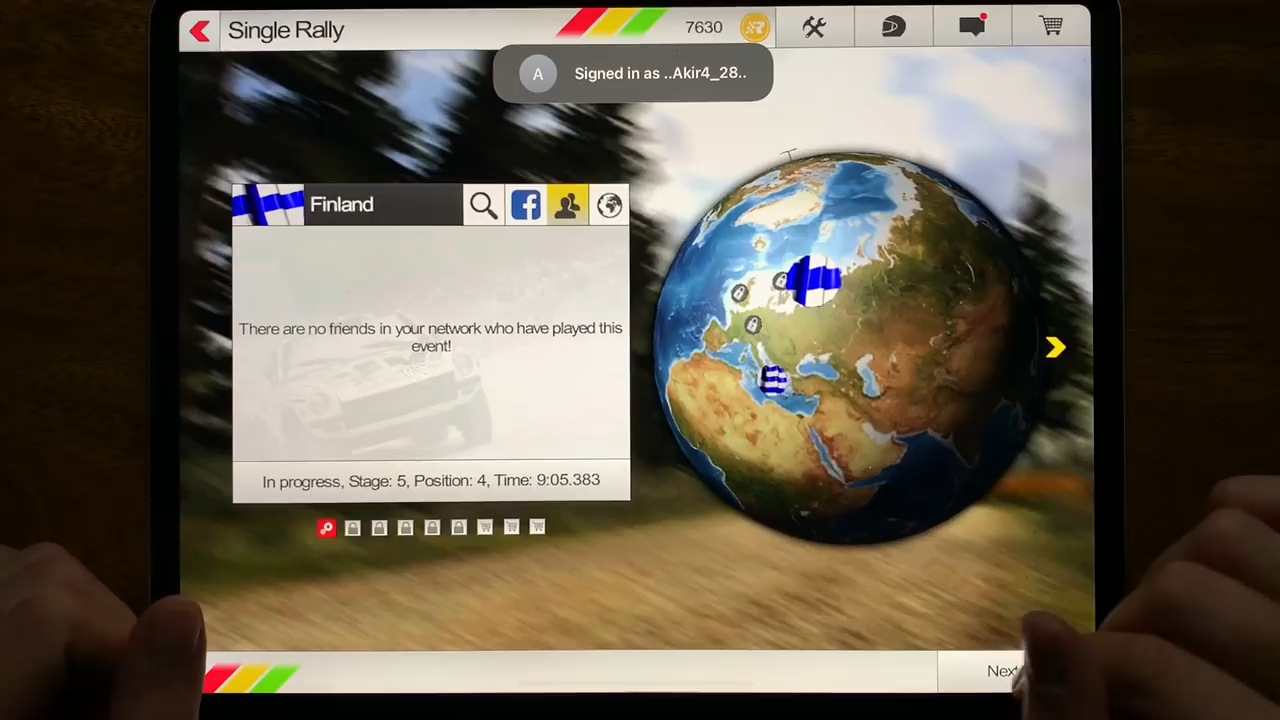 Single Rally
7630
A
Signed in as ..Akir4_28..
Finland
There are no friends in your network who have played this
event!
In progress, Stage: 5, Position: 4, Time: 9:05.383
Next